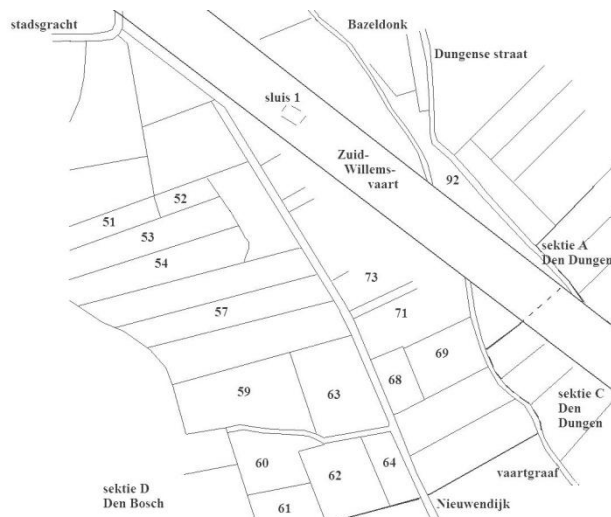 stadsgracht
Bazeldonk
Dungense straat
sluis 1
Zuid-
Willems-
vaart
92
52
51
53
54
sektie A
Den Dungen
73
57
71
69
68
59
63
sektie C
Den
Dungen
60
62
64
vaartgraaf
sektie D
Den Bosch
61
Nieuwendijk